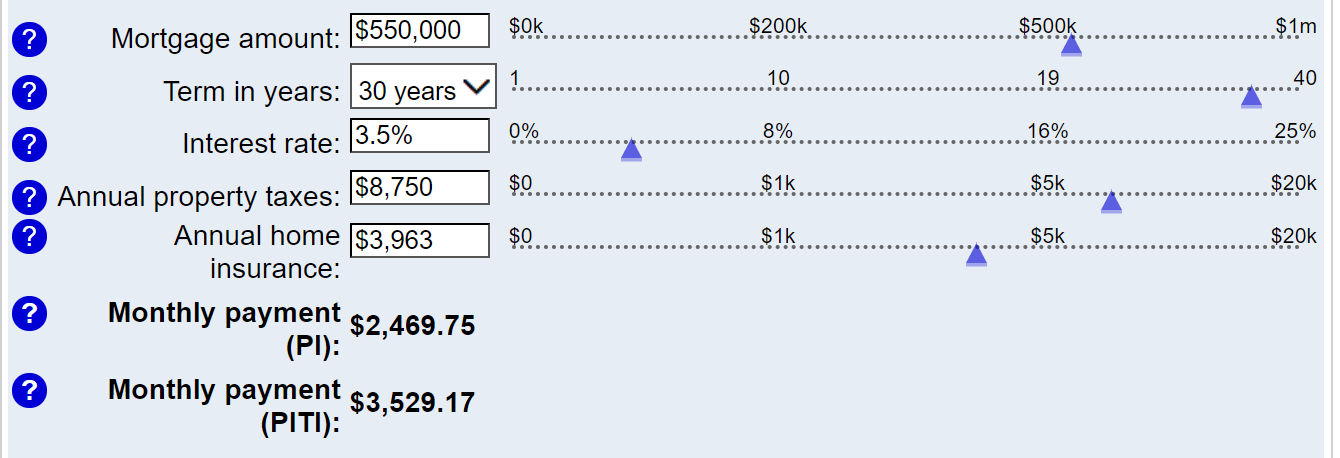 ? Mortgage amount: $550,000 $0k $200k $500k $1m
? Term in years: 30 years 1 10 19 40
? Interest rate: 3.5% 0% 8% 16% 25%
? Annual property taxes: $8,750 $0 $1k $5k $20k
? Annual home
insurance: $3,963 $0 $1k $5k $20k
? Monthly payment
(PI): $2,469.75
? Monthly payment
(PITI): $3,529.17